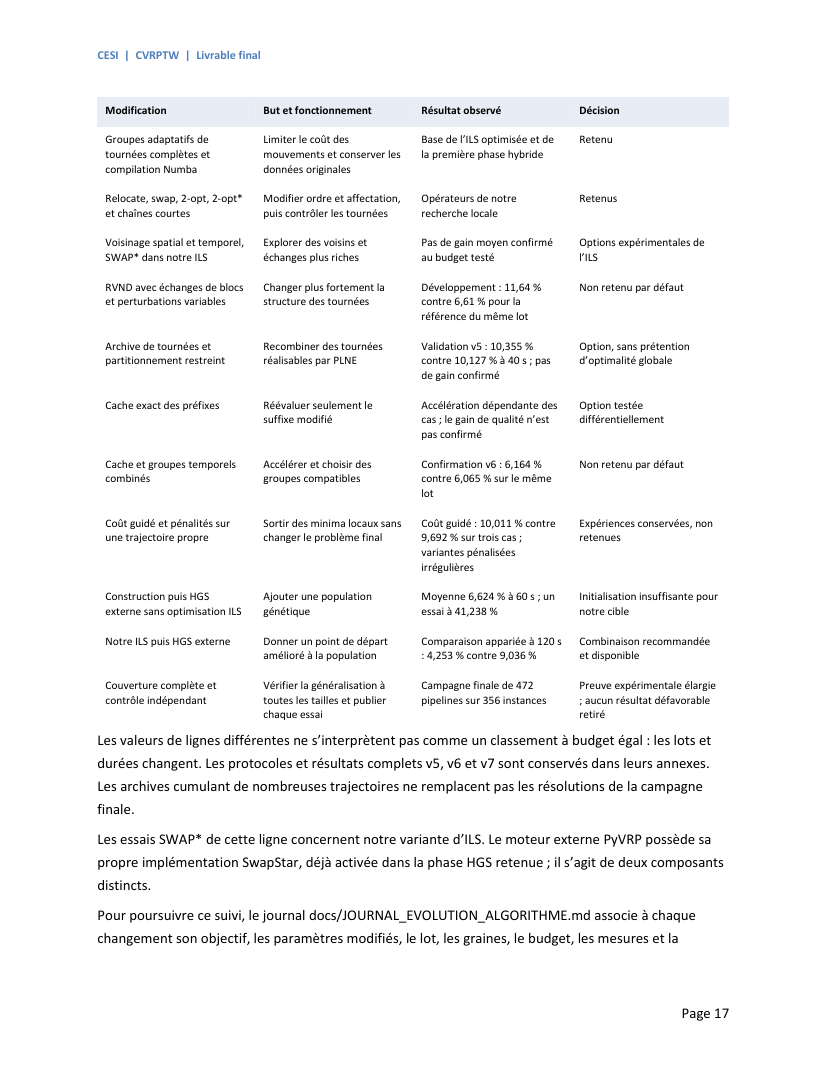 CESI | CVRPTW | Livrable final
Modification
But et fonctionnement
Résultat observé
Décision
Groupes adaptatifs de
tournées complètes et
compilation Numba
Limiter le coût des
mouvements et conserver les
données originales
Base de l’ILS optimisée et de
la première phase hybride
Retenu
Relocate, swap, 2-opt, 2-opt*
et chaînes courtes
Modifier ordre et affectation,
puis contrôler les tournées
Opérateurs de notre
recherche locale
Retenus
Voisinage spatial et temporel,
SWAP* dans notre ILS
Explorer des voisins et
échanges plus riches
Pas de gain moyen confirmé
au budget testé
Options expérimentales de
l’ILS
RVND avec échanges de blocs
et perturbations variables
Changer plus fortement la
structure des tournées
Développement : 11,64 %
contre 6,61 % pour la
référence du même lot
Non retenu par défaut
Archive de tournées et
partitionnement restreint
Recombiner des tournées
réalisables par PLNE
Validation v5 : 10,355 %
contre 10,127 % à 40 s ; pas
de gain confirmé
Option, sans prétention
d’optimalité globale
Cache exact des préfixes
Réévaluer seulement le
suffixe modifié
Accélération dépendante des
cas ; le gain de qualité n’est
pas confirmé
Option testée
différentiellement
Cache et groupes temporels
combinés
Accélérer et choisir des
groupes compatibles
Confirmation v6 : 6,164 %
contre 6,065 % sur le même
lot
Non retenu par défaut
Coût guidé et pénalités sur
une trajectoire propre
Sortir des minima locaux sans
changer le problème final
Coût guidé : 10,011 % contre
9,692 % sur trois cas ;
variantes pénalisées
irrégulières
Expériences conservées, non
retenues
Construction puis HGS
externe sans optimisation ILS
Ajouter une population
génétique
Moyenne 6,624 % à 60 s ; un
essai à 41,238 %
Initialisation insuffisante pour
notre cible
Notre ILS puis HGS externe
Donner un point de départ
amélioré à la population
Comparaison appariée à 120 s
: 4,253 % contre 9,036 %
Combinaison recommandée
et disponible
Couverture complète et
contrôle indépendant
Vérifier la généralisation à
toutes les tailles et publier
chaque essai
Campagne finale de 472
pipelines sur 356 instances
Preuve expérimentale élargie
; aucun résultat défavorable
retiré
Les valeurs de lignes différentes ne s’interprètent pas comme un classement à budget égal : les lots et
durées changent. Les protocoles et résultats complets v5, v6 et v7 sont conservés dans leurs annexes.
Les archives cumulant de nombreuses trajectoires ne remplacent pas les résolutions de la campagne
finale.
Les essais SWAP* de cette ligne concernent notre variante d’ILS. Le moteur externe PyVRP possède sa
propre implémentation SwapStar, déjà activée dans la phase HGS retenue ; il s’agit de deux composants
distincts.
Pour poursuivre ce suivi, le journal docs/JOURNAL_EVOLUTION_ALGORITHME.md associe à chaque
changement son objectif, les paramètres modifiés, le lot, les graines, le budget, les mesures et la
Page 17